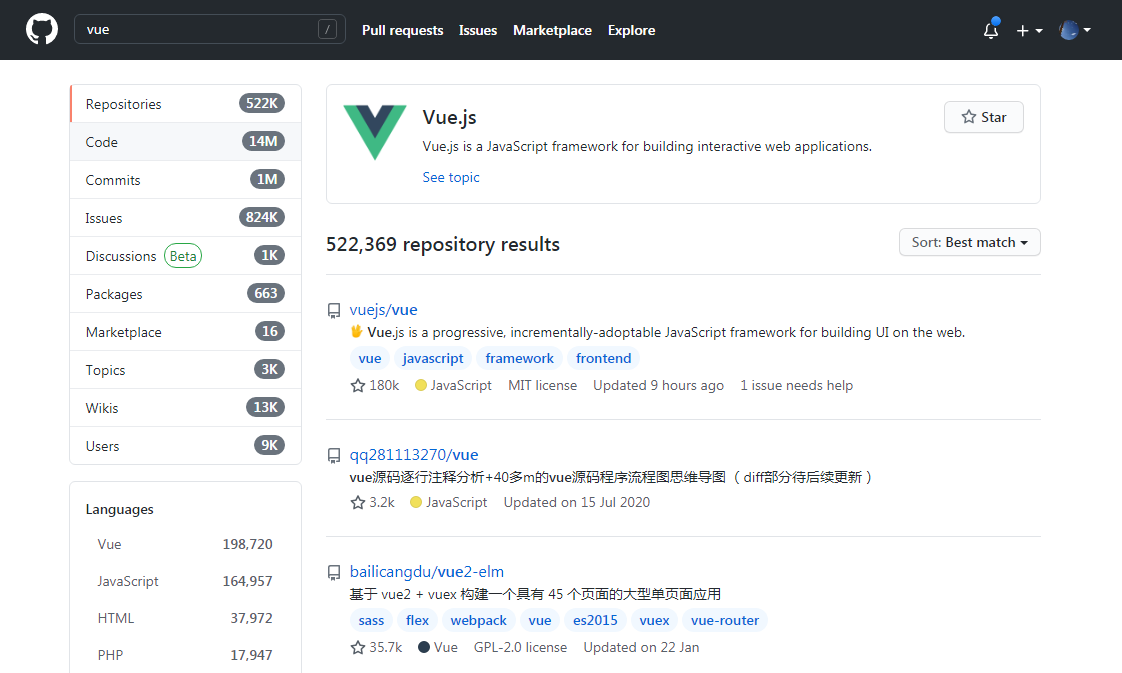 vue / Pull requests Issues Marketplace Explore
Repositories 522K
Code 14M
Commits 1M
Issues 824K
Discussions Beta 1K
Packages 663
Marketplace 16
Topics 3K
Wikis 13K
Users 9K
Languages
Vue 198,720
JavaScript 164,957
HTML 37,972
PHP 17,947
Vue.js
Star
Vue.js is a JavaScript framework for building interactive web applications.
See topic
522,369 repository results
Sort: Best match
vuejs/vue
🖖 Vue.js is a progressive, incrementally-adoptable JavaScript framework for building UI on the web.
vue javascript framework frontend
180k JavaScript MIT license Updated 9 hours ago 1 issue needs help
qq281113270/vue
vue源码逐行注释分析+40多m的vue源码程序流程图思维导图 （diff部分待后续更新）
3.2k JavaScript Updated on 15 Jul 2020
bailicangdu/vue2-elm
基于 vue2 + vuex 构建一个具有 45 个页面的大型单页面应用
sass flex webpack vue es2015 vuex vue-router
35.7k Vue GPL-2.0 license Updated on 22 Jan